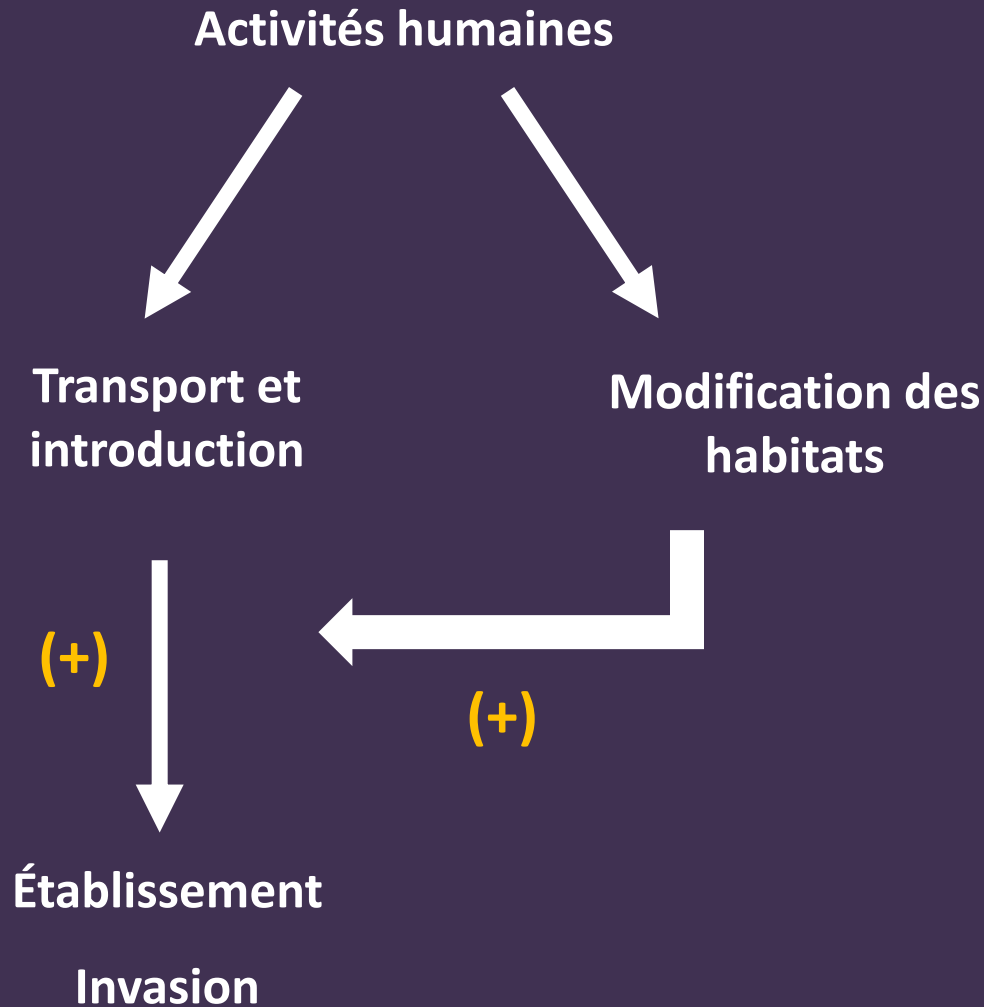 Activités humaines
Transport et
introduction
Modification des
habitats
(+)
(+)
Établissement
Invasion